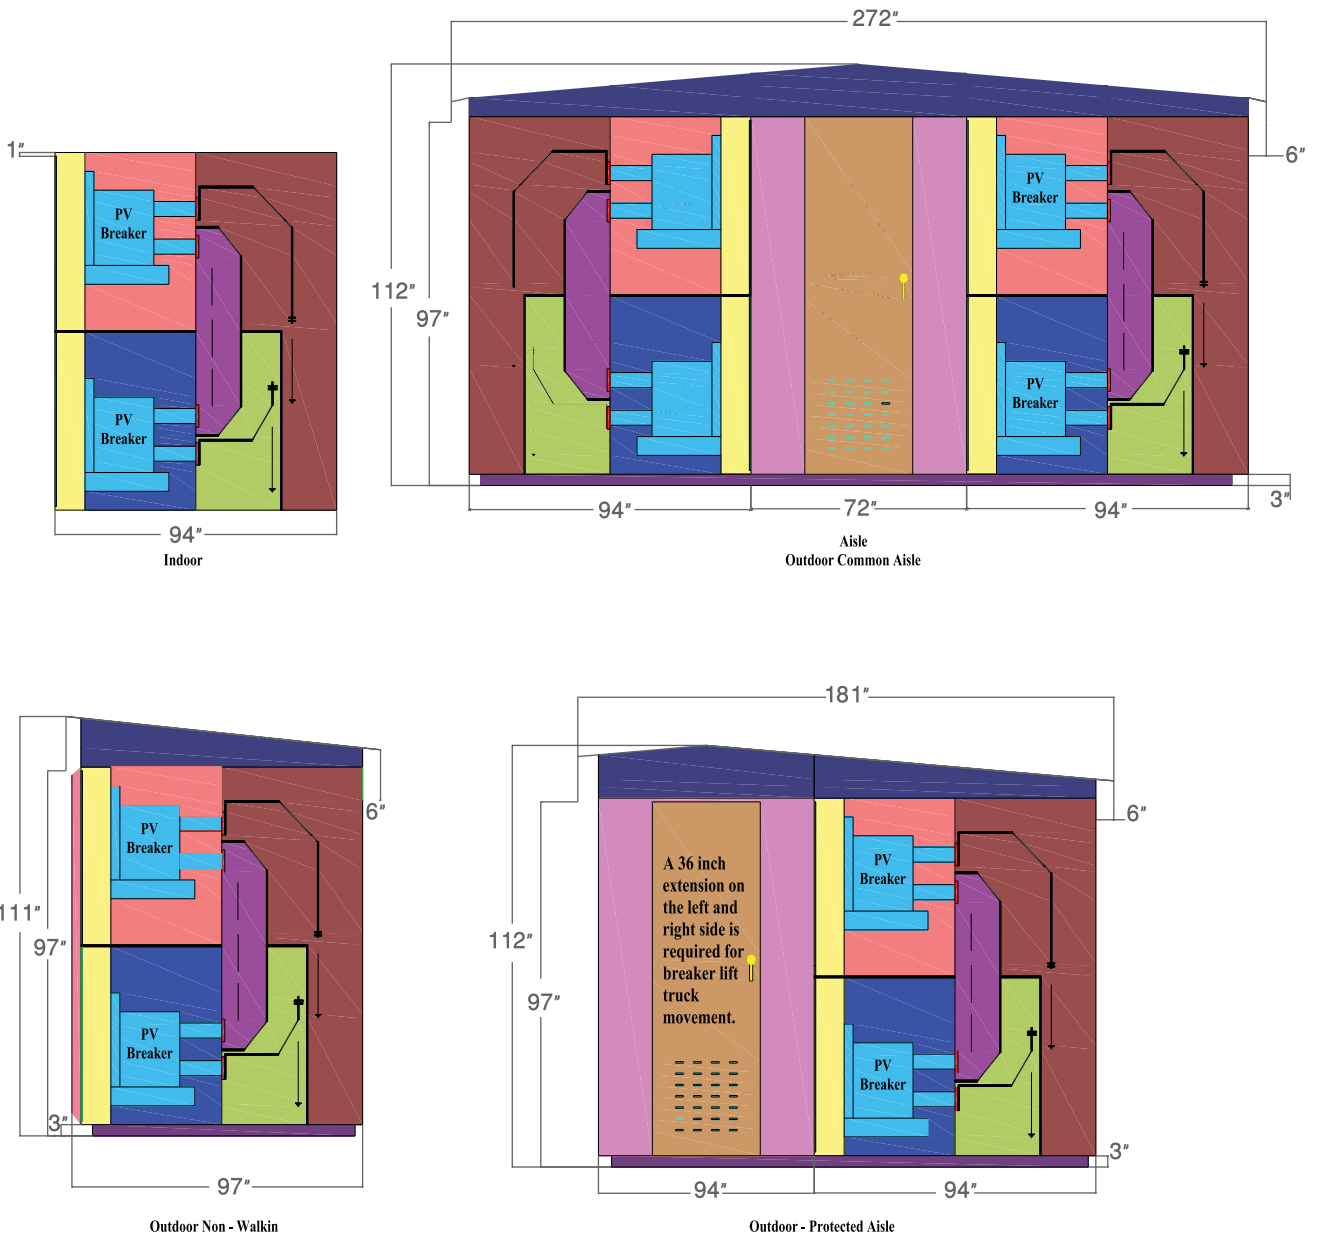 272”
1”
PV
Breaker
PV
Breaker
94”
Indoor
112”
97”
6”
PV
Breaker
PV
Breaker
3”
94”
72”
94”
Aisle
Outdoor Common Aisle
111”
97”
6”
PV
Breaker
PV
Breaker
3”
97”
Outdoor Non - Walkin
181”
112”
97”
6”
A 36 inch
extension on
the left and
right side is
required for
breaker lift
truck
movement.
PV
Breaker
PV
Breaker
3”
94”
94”
Outdoor - Protected Aisle